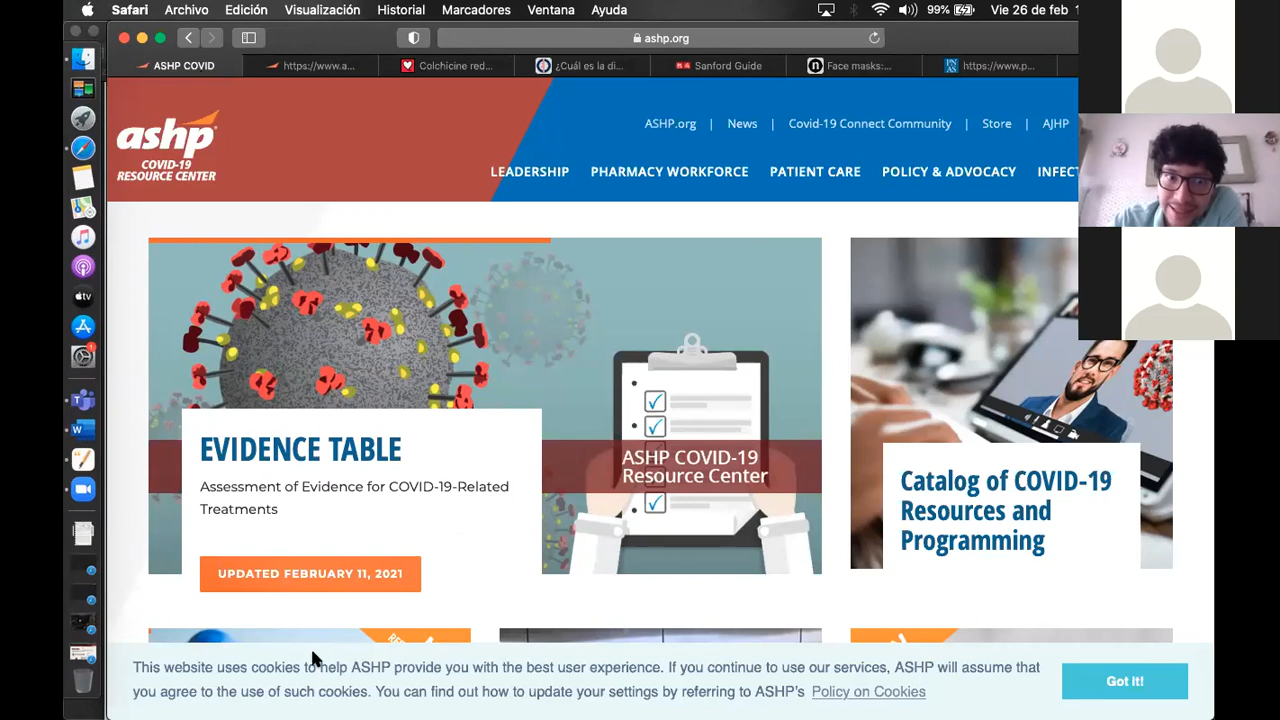 Safari Archivo Edición Visualización Historial Marcadores Ventana Ayuda 99% Vie 26 de feb 1
ashp.org
ASHP COVID https://www.a... Colchicine red... ¿Cuál es la di... Sanford Guide Face masks:... https://www.p...
ashp
COVID-19
RESOURCE CENTER
ASHP.org | News | Covid-19 Connect Community | Store | AJHP
LEADERSHIP PHARMACY WORKFORCE PATIENT CARE POLICY & ADVOCACY INFECT
EVIDENCE TABLE
Assessment of Evidence for COVID-19-Related
Treatments
UPDATED FEBRUARY 11, 2021
ASHP COVID-19
Resource Center
Catalog of COVID-19
Resources and
Programming
This website uses cookies to help ASHP provide you with the best user experience. If you continue to use our services, ASHP will assume
that you agree to the use of such cookies. You can find out how to update your settings by referring to ASHP's Policy on Cookies
Got it!
tv
1